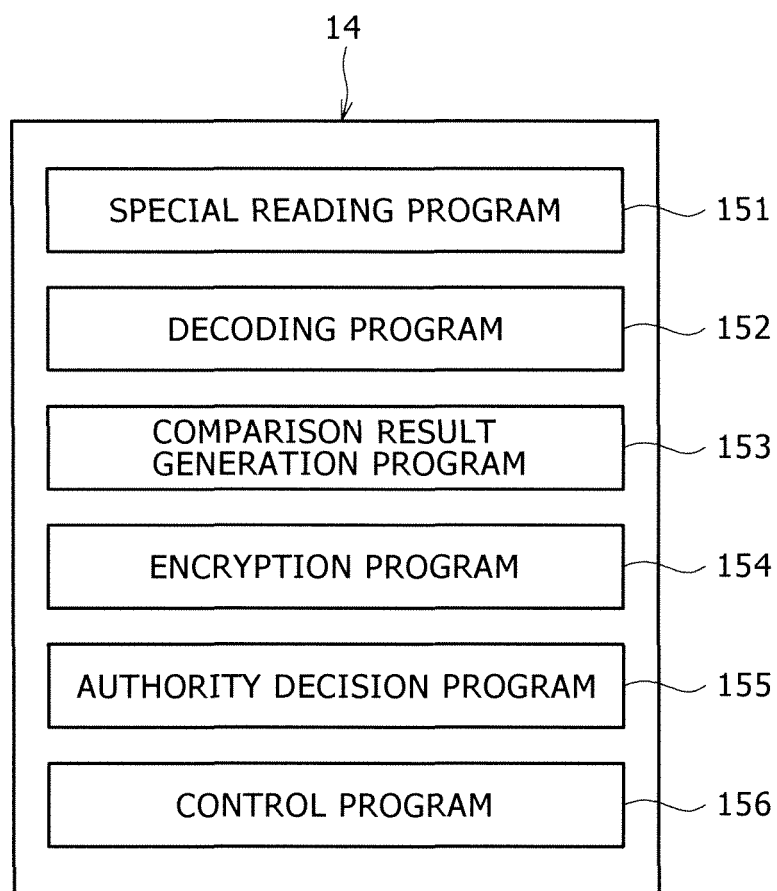 14
SPECIAL READING PROGRAM
151
DECODING PROGRAM
152
COMPARISON RESULT
GENERATION PROGRAM
153
ENCRYPTION PROGRAM
154
AUTHORITY DECISION PROGRAM
155
CONTROL PROGRAM
156